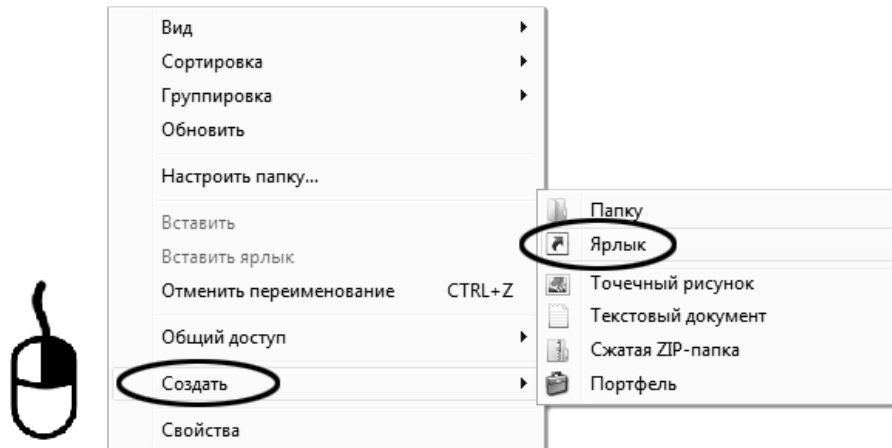 Вид
Сортировка
Группировка
Обновить
Настроить папку...
Вставить
Вставить ярлык
Отменить переименование CTRL+Z
Общий доступ
Создать
Свойства
Папку
Ярлык
Точечный рисунок
Текстовый документ
Сжатая ZIP-папка
Портфель